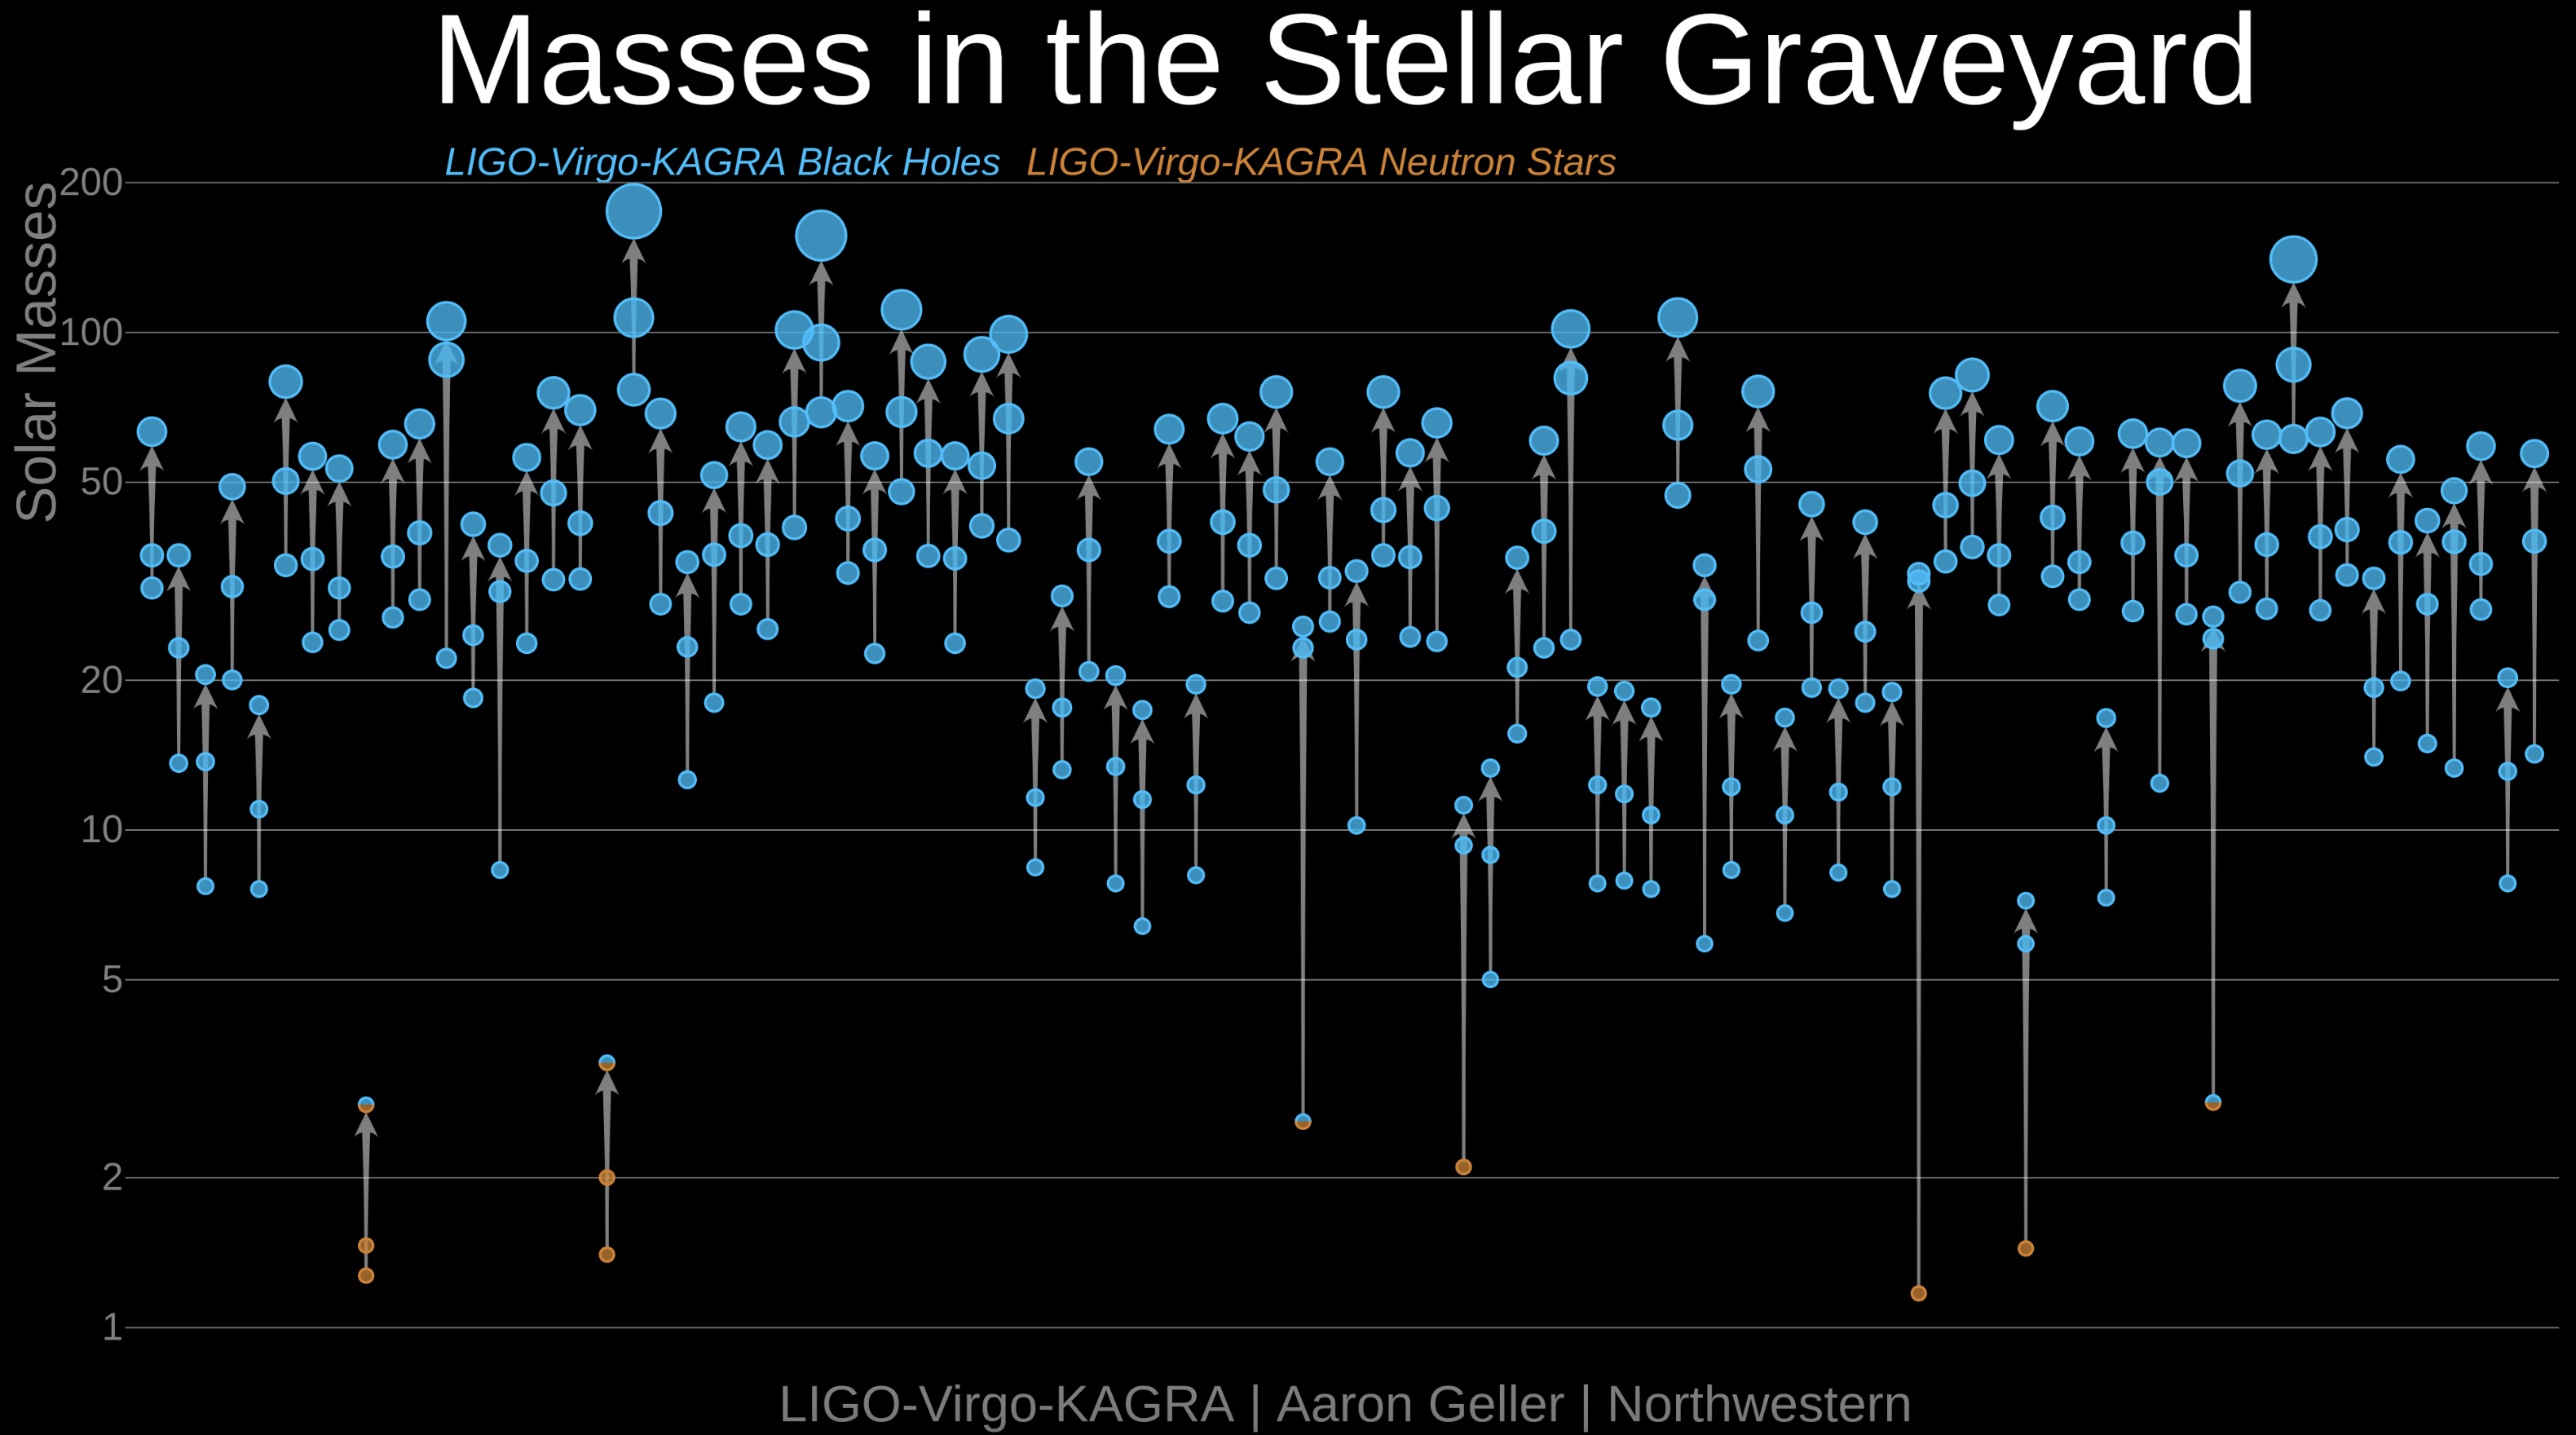 Masses in the Stellar Graveyard
LIGO-Virgo-KAGRA Black Holes LIGO-Virgo-KAGRA Neutron Stars
Solar Masses
200
100
50
20
10
5
2
1
LIGO-Virgo-KAGRA | Aaron Geller | Northwestern